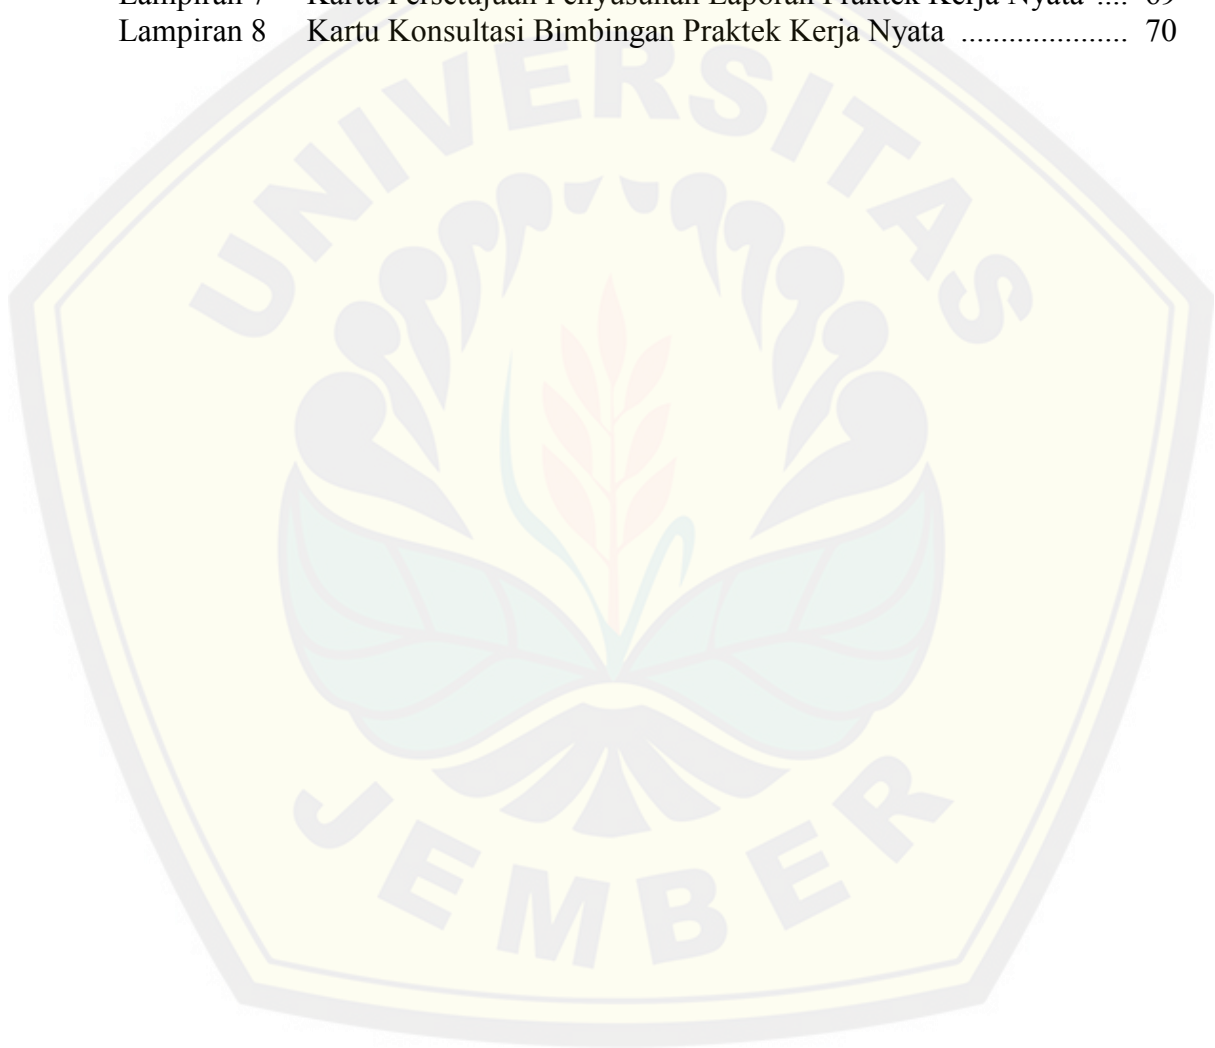 Lampiran 7 Kartu Persetujuan Penyusunan Laporan Praktek Kerja Nyata .... 69
Lampiran 8 Kartu Konsultasi Bimbingan Praktek Kerja Nyata ..................... 70
UNIVERSITAS
JEMBER